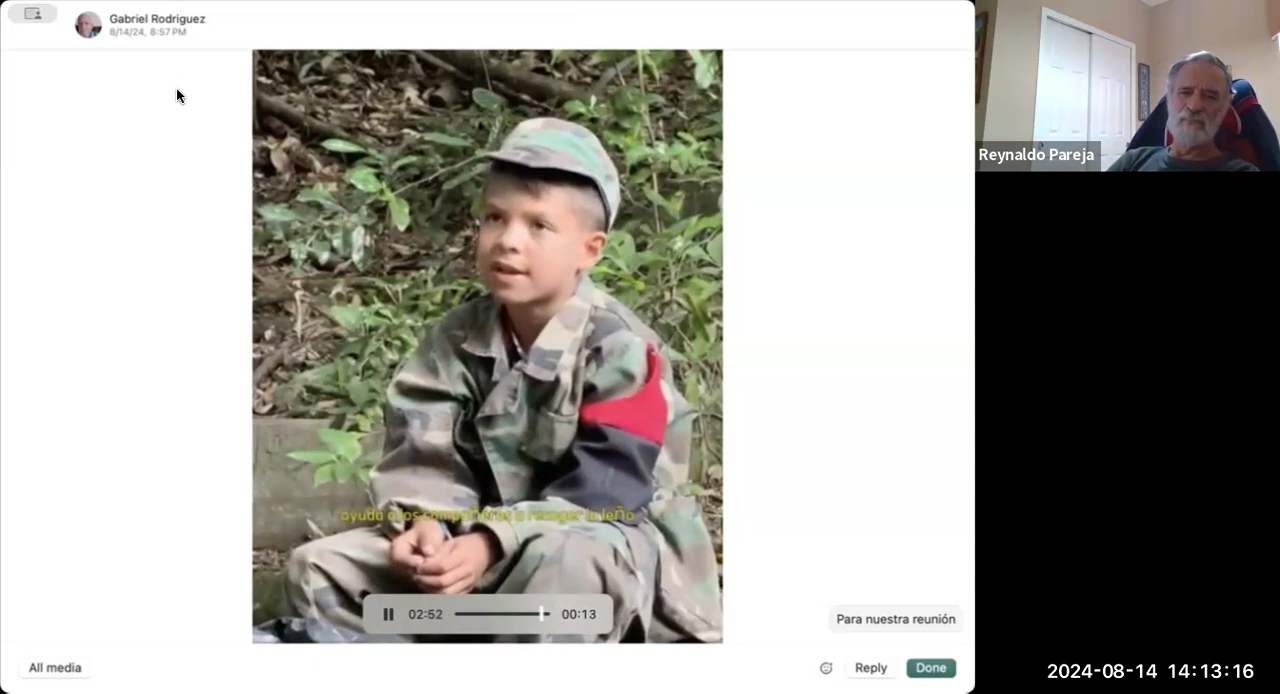 Gabriel Rodriguez
8/14/24, 8:57 PM
Reynaldo Pareja
ayuda a los compañeros a recoger la leña
02:52
00:13
Para nuestra reunión
All media
Reply
Done
2024-08-14 14:13:16